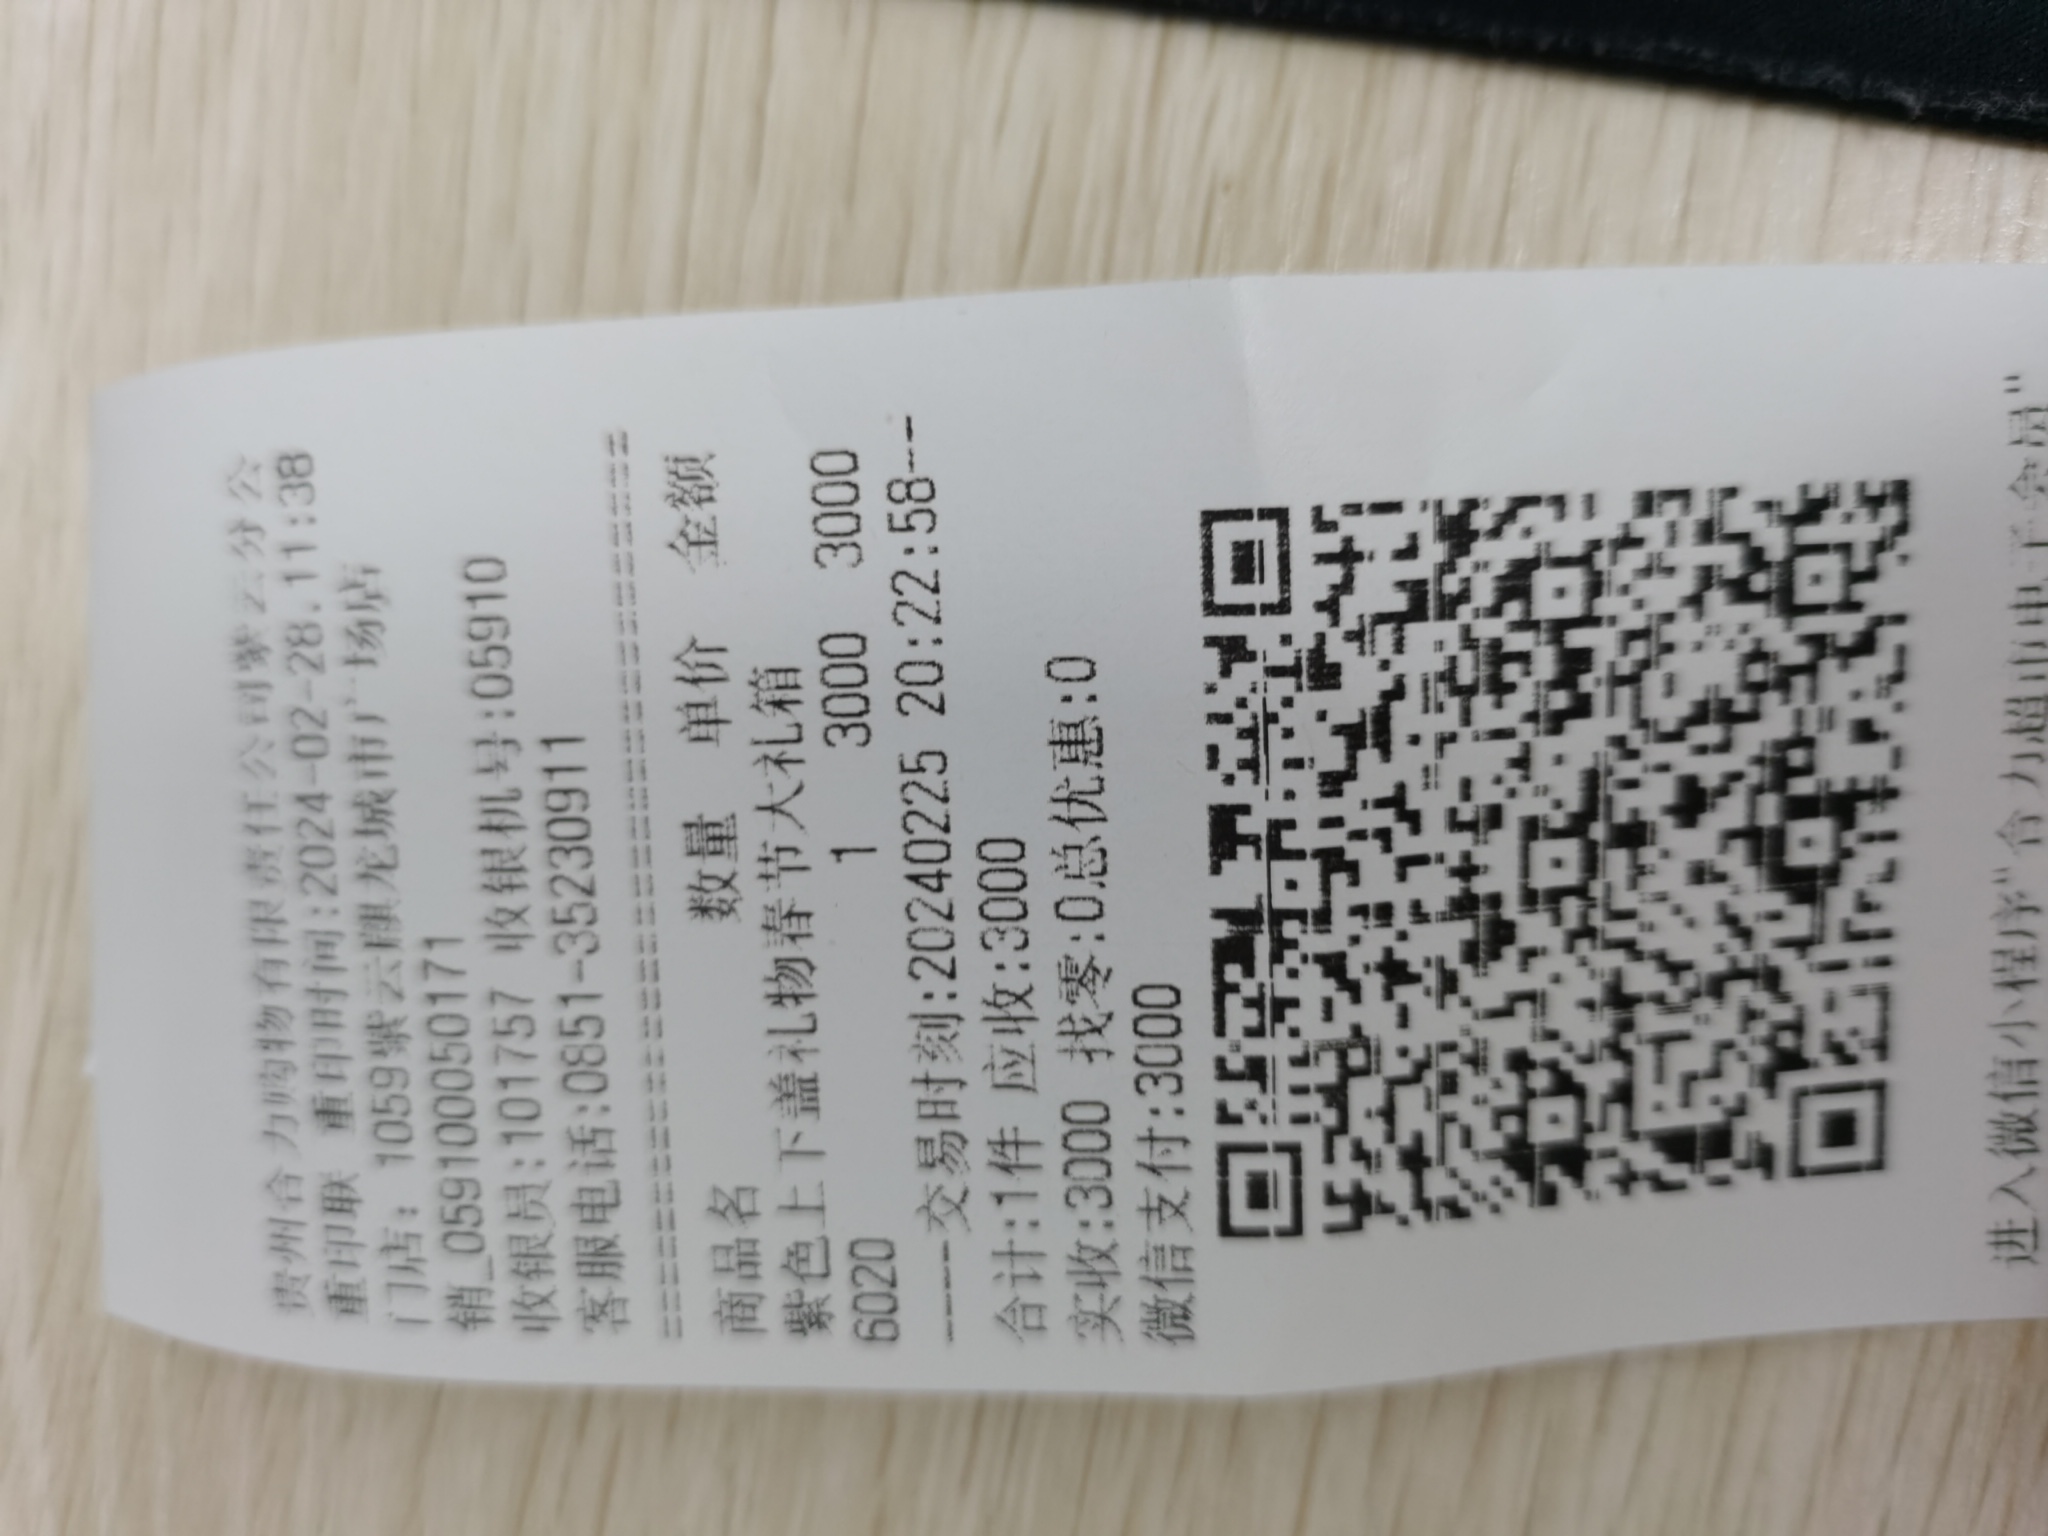 贵州合力购物有限责任公司紫云分公
重印联 重印时间:2024-02-28.11:38
门店: 1059紫云麒龙城市广场店
销_059100050171
收银员:101757 收银机号:059910
客服电话:0851-35230911
==============================
商品名 数量 单价 金额
紫色上下盖礼物春节大礼箱
6020 1 3000 3000
----交易时刻:20240225 20:22:58---
合计:1件 应收:3000
实收:3000 找零:0总优惠:0
微信支付:3000
进入微信小程序"合力超市电子会员"